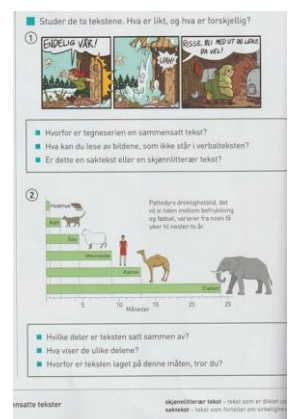 Studer de to tekstene. Hva er likt, og hva er forskjellig?
1
ENDELIG VÅR!
UÆH!
RISSE, BLI MED UT OG LEKE
DA VEL!
Hvorfor er tegneserien en sammensatt tekst?
Hva kan du lese av bildene, som ikke står i verbalteksten?
Er dette en saktekst eller en skjønnlitterær tekst?
2
Pattedyrs drektighetstid, det
vil si tiden mellom befruktning
og fødsel, varierer fra noen få
uker til nesten to år.
Husmus
Katt
Sau
Menneske
Kamel
Elefant
5 10 15 20 25
Måneder
Hvilke deler er teksten satt sammen av?
Hva viser de ulike delene?
Hvorfor er teksten laget på denne måten, tror du?
ensatte tekster
skjønnlitterær tekst – tekst som er diktet
saktekst – tekst som forteller om virkelighe